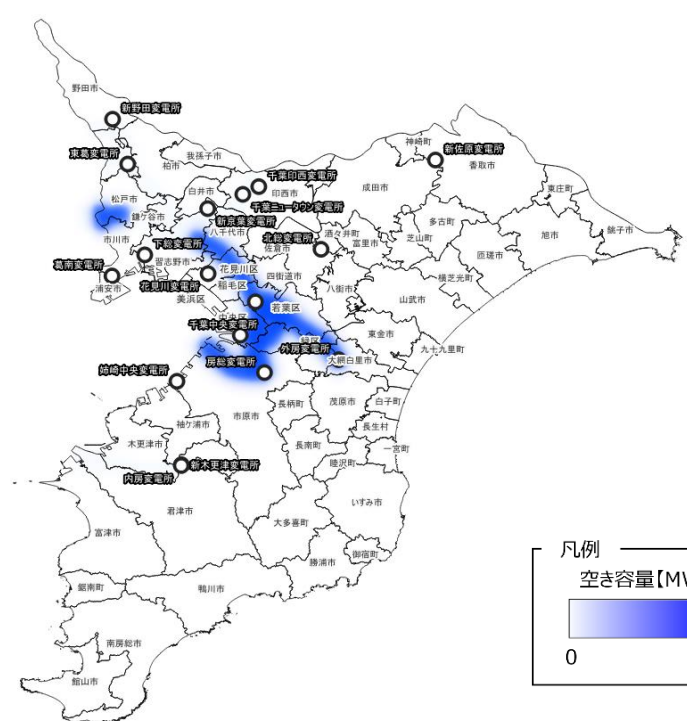 野田市
新野田変電所
東葛変電所
我孫子市
柏市
神崎町
新佐原変電所
香取市
千葉印西変電所
白井市
印西市
成田市
東庄町
松戸市
鎌ケ谷市
千葉ニュータウン変電所
新京葉変電所
多古町
旭市
銚子市
市川市
八千代市
下総変電所
北総変電所
酒々井町
佐倉市
富里市
芝山町
匝瑳市
習志野市
花見川区
四街道市
葛南変電所
横芝光町
浦安市
花見川変電所
稲毛区
美浜区
八街市
山武市
若葉区
中央区
千葉中央変電所
緑区
東金市
外房変電所
九十九里町
房総変電所
大網白里市
姉崎中央変電所
袖ケ浦市
市原市
長柄町
茂原市
白子町
長生村
木更津市
長南町
一宮町
睦沢町
新木更津変電所
内房変電所
君津市
いすみ市
大多喜町
富津市
御宿町
勝浦市
鋸南町
鴨川市
南房総市
館山市
凡例
空き容量【MW
0